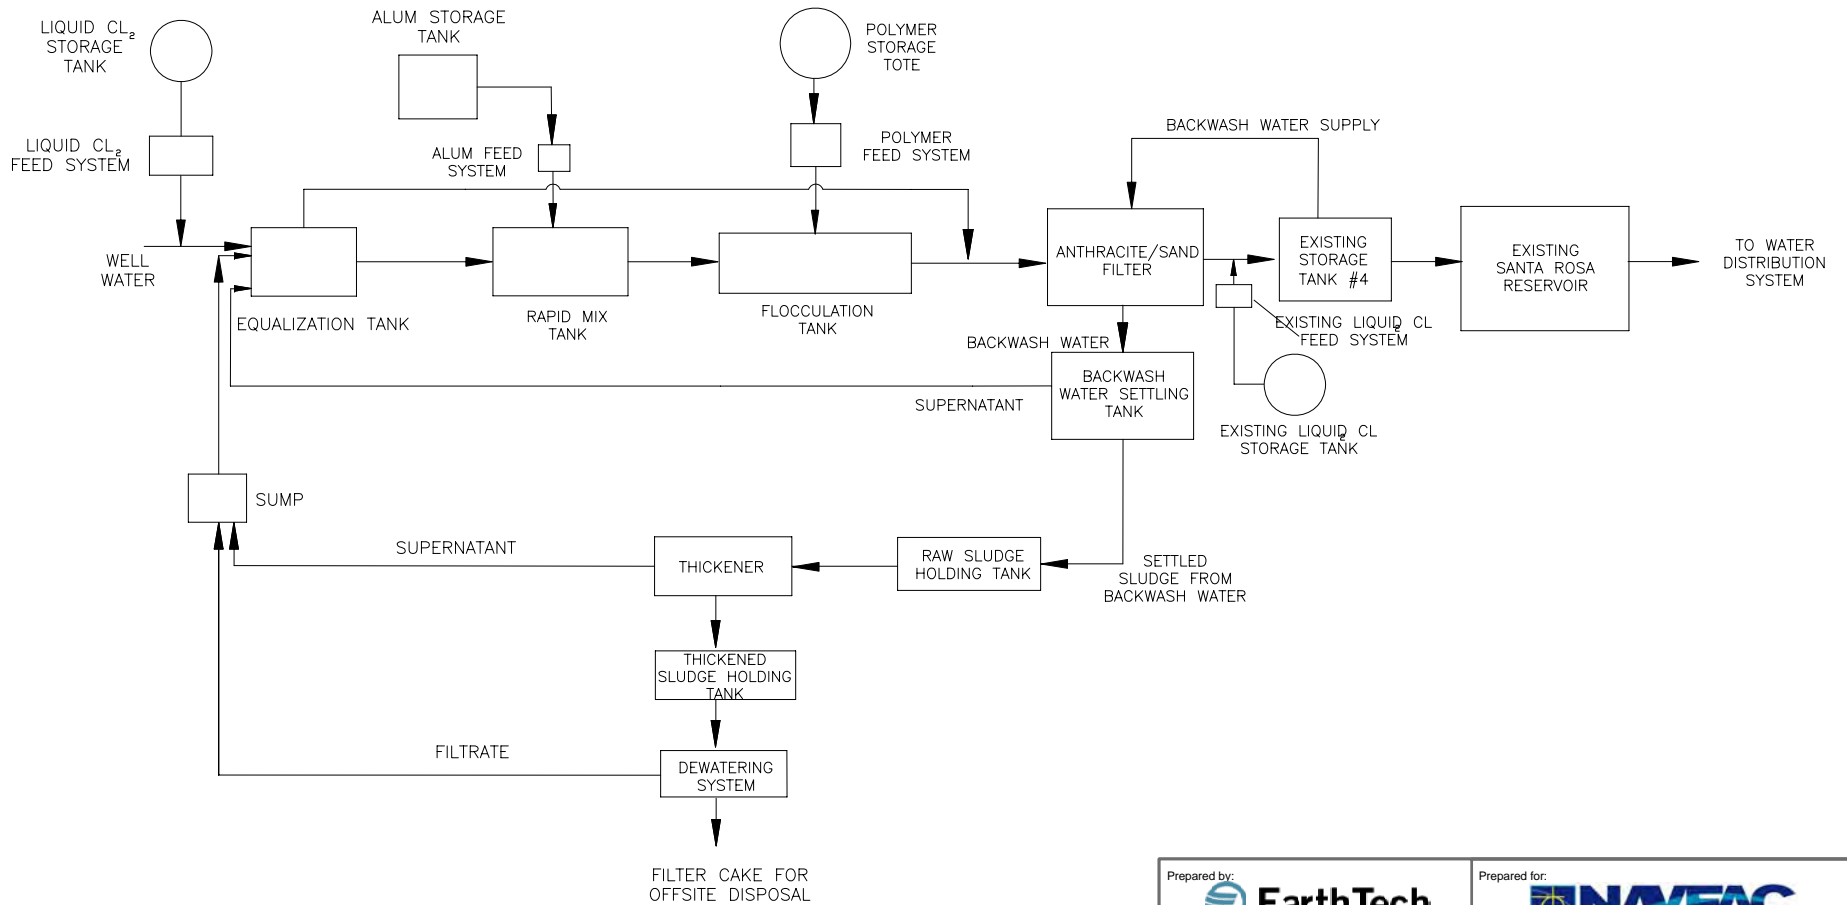 LIQUID CL₂
STORAGE
TANK
ALUM STORAGE
TANK
POLYMER
STORAGE
TOTE
LIQUID CL₂
FEED SYSTEM
ALUM FEED
SYSTEM
POLYMER
FEED SYSTEM
BACKWASH WATER SUPPLY
WELL
WATER
EQUALIZATION TANK
RAPID MIX
TANK
FLOCCULATION
TANK
ANTHRACITE/SAND
FILTER
EXISTING
STORAGE
TANK #4
EXISTING
SANTA ROSA
RESERVOIR
TO WATER
DISTRIBUTION
SYSTEM
EXISTING LIQUID CL₂
FEED SYSTEM
BACKWASH WATER
BACKWASH
WATER SETTLING
TANK
SUPERNATANT
EXISTING LIQUID CL₂
STORAGE TANK
SUMP
SUPERNATANT
THICKENER
RAW SLUDGE
HOLDING TANK
SETTLED
SLUDGE FROM
BACKWASH WATER
THICKENED
SLUDGE HOLDING
TANK
FILTRATE
DEWATERING
SYSTEM
FILTER CAKE FOR
OFFSITE DISPOSAL
Prepared by:
EarthTech
Prepared for:
NAVFAC